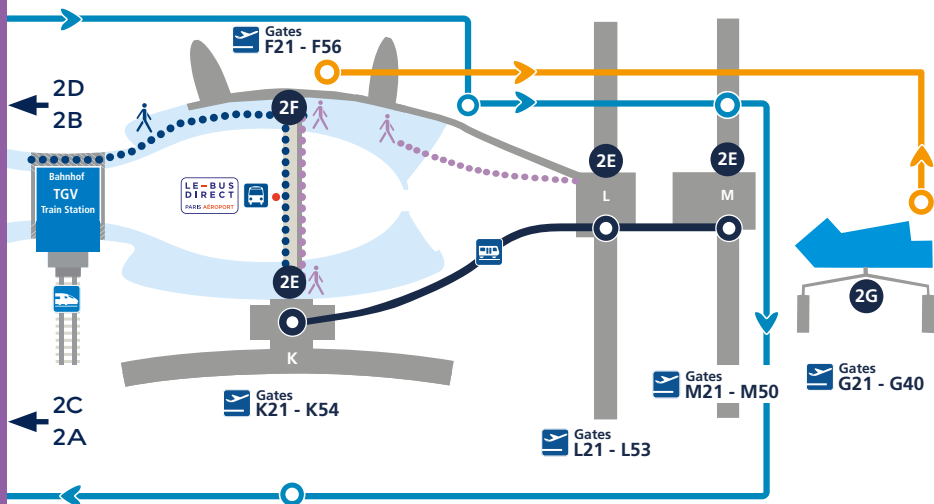 Gates
F21 - F56
2D
2B
2F
2E
2E
Bahnhof
TGV
Train Station
LE-BUS
DIRECT
PARIS AÉROPORT
L
M
2E
2G
K
Gates
K21 - K54
Gates
M21 - M50
Gates
G21 - G40
2C
2A
Gates
L21 - L53